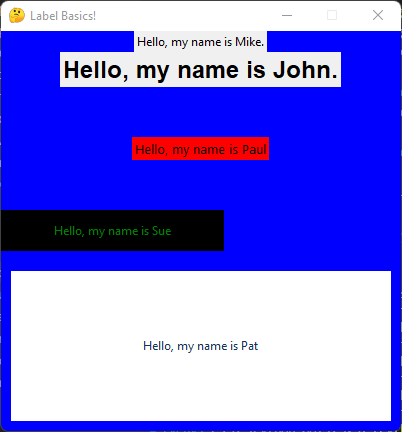 Label Basics!
Hello, my name is Mike.
Hello, my name is John.
Hello, my name is Paul
Hello, my name is Sue
Hello, my name is Pat